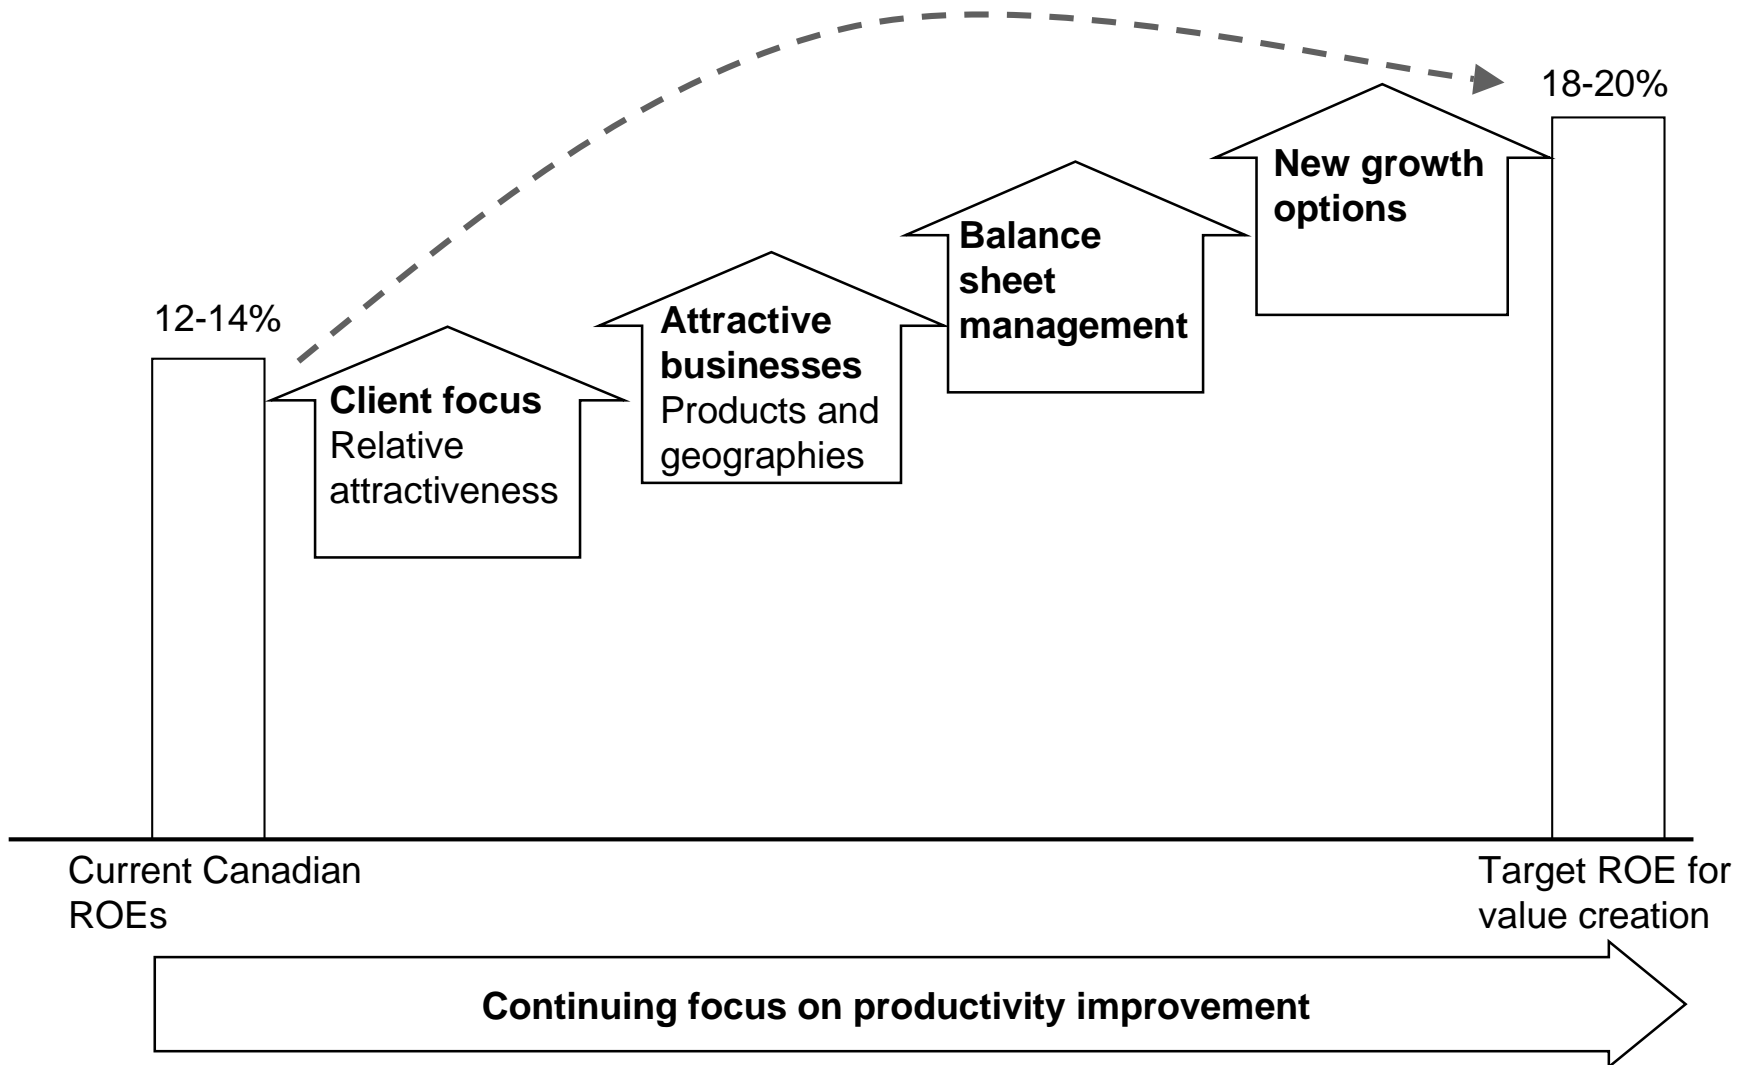 18-20%
New growth
options
Balance
sheet
management
12-14%
Attractive
businesses
Products and
geographies
Client focus
Relative
attractiveness
Current Canadian
ROEs
Target ROE for
value creation
Continuing focus on productivity improvement